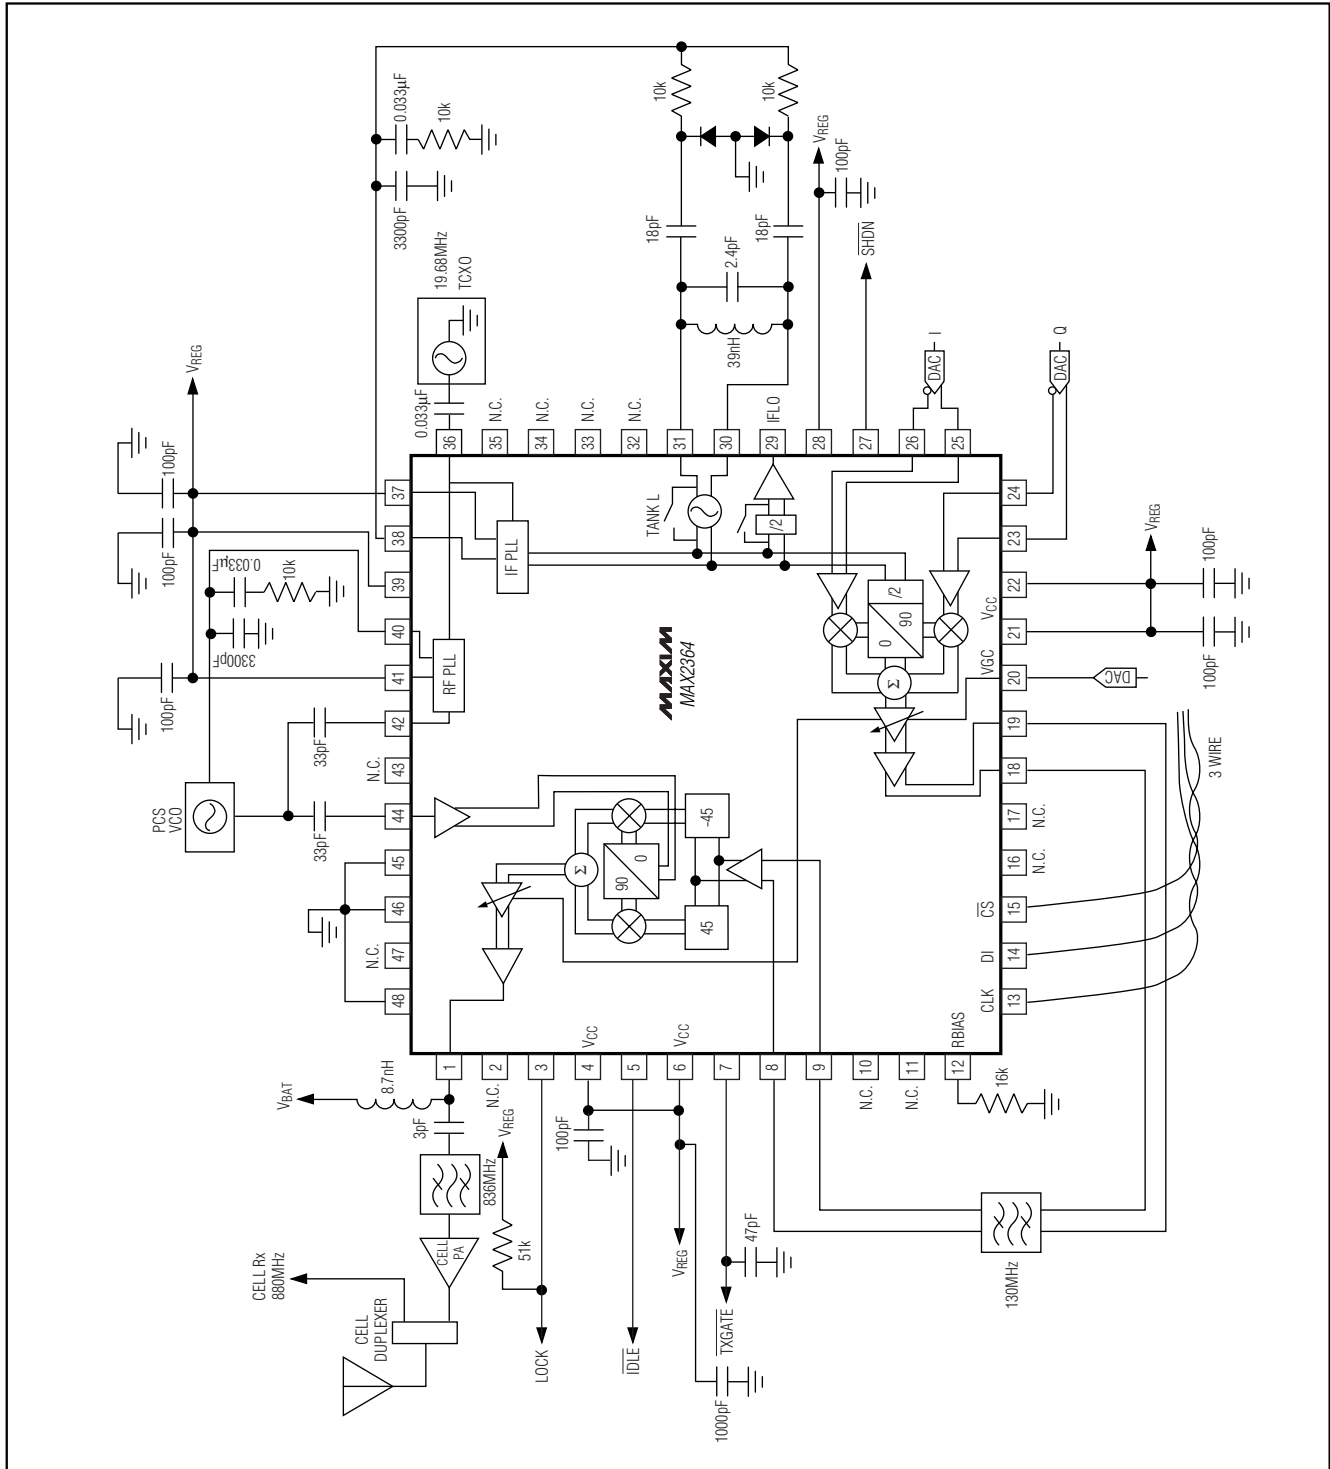 0.033µF
10k
3300pF
19.68MHz
TCXO
0.033µF
10k
10k
18pF
18pF
2.4pF
39nH
VREG
100pF
SHDN
VREG
100pF
100pF
0.033µF
10k
3300pF
100pF
33pF
33pF
PCS
VCO
N.C.
N.C.
N.C.
N.C.
IFLO
DAC
I
DAC
Q
36
35
34
33
32
31
30
29
28
27
26
25
37
38
39
40
41
42
43
44
45
46
47
48
N.C.
N.C.
24
23
22
21
20
19
18
17
16
15
14
13
VCC
VGC
N.C.
N.C.
CS
DI
CLK
VREG
100pF
100pF
DAC
3 WIRE
TANK L
IF PLL
RF PLL
/2
/2
0
90
Σ
MAXIM
MAX2364
Σ
90
0
-45
45
VCC
VCC
RBIAS
1
2
3
4
5
6
7
8
9
10
11
12
N.C.
N.C.
N.C.
16k
VBAT
8.7nH
3pF
836MHz
CELL
PA
CELL Rx
880MHz
CELL
DUPLEXER
VREG
51k
LOCK
100pF
IDLE
VREG
TXGATE
47pF
1000pF
130MHz